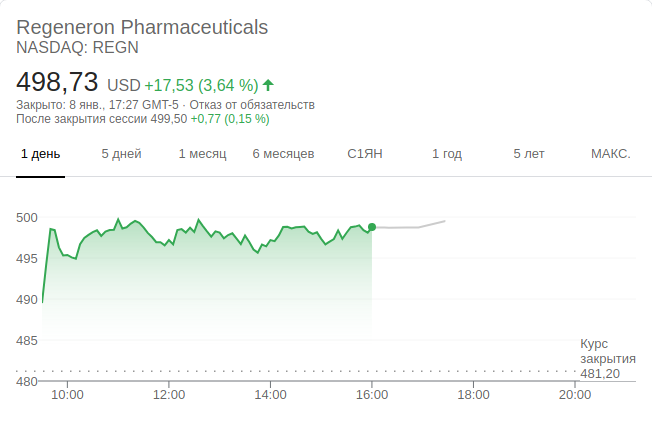 Regeneron Pharmaceuticals
NASDAQ: REGN
498,73 USD +17,53 (3,64 %)
Закрыто: 8 янв., 17:27 GMT-5 · Отказ от обязательств
После закрытия сессии 499,50 +0,77 (0,15 %)
1 день 5 дней 1 месяц 6 месяцев С1ЯН 1 год 5 лет МАКС.
500
495
490
485
480
Курс
закрытия
481,20
10:00 12:00 14:00 16:00 18:00 20:00